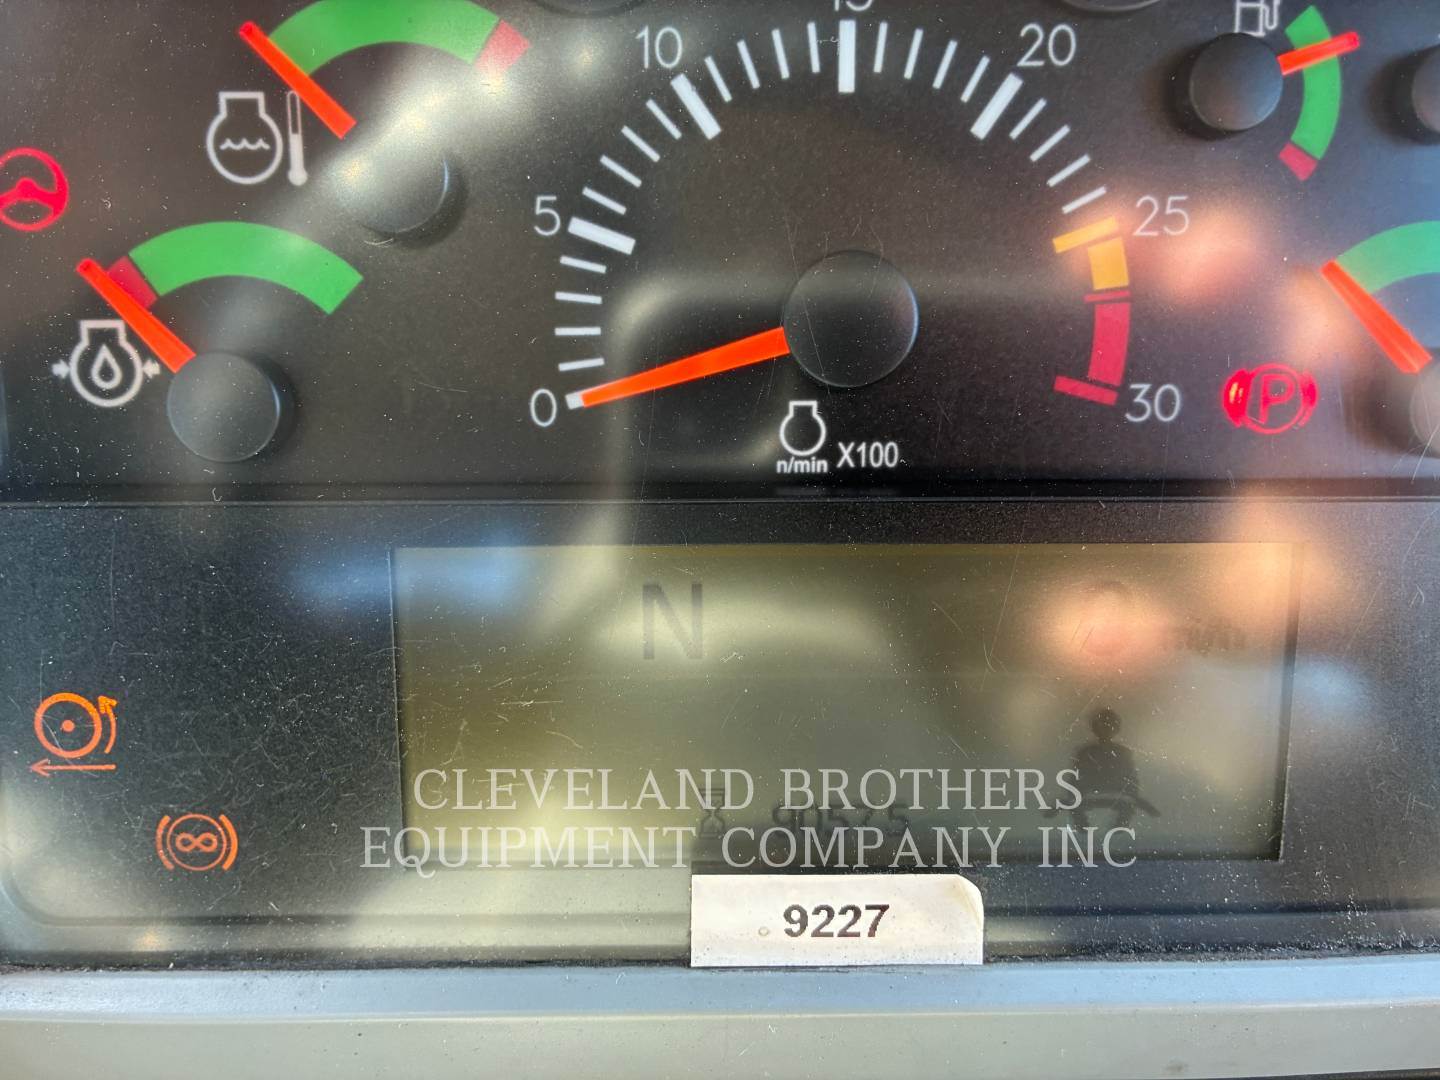 15
10
20
5
25
0
30
P
n/min X100
N
CLEVELAND BROTHERS
EQUIPMENT COMPANY INC
9227